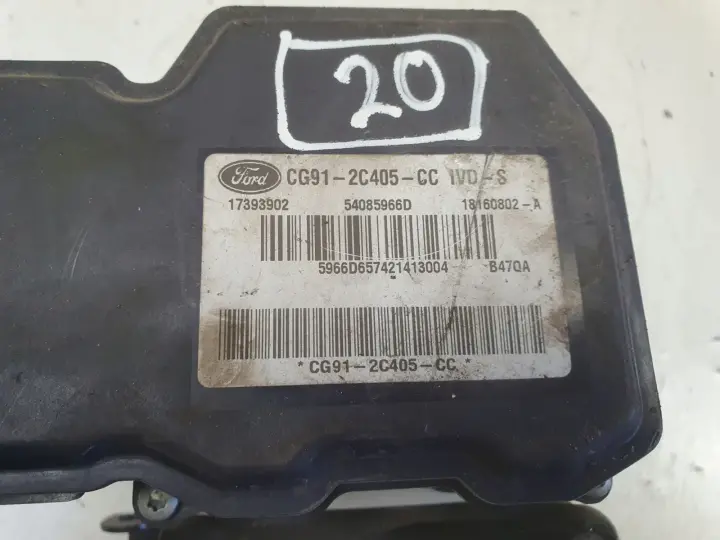 20
Ford CG91-2C405-CC IVD-S
17393902 54085966D 18160802-A
5966D657421413004 B47QA
*CG91-2C405-CC*